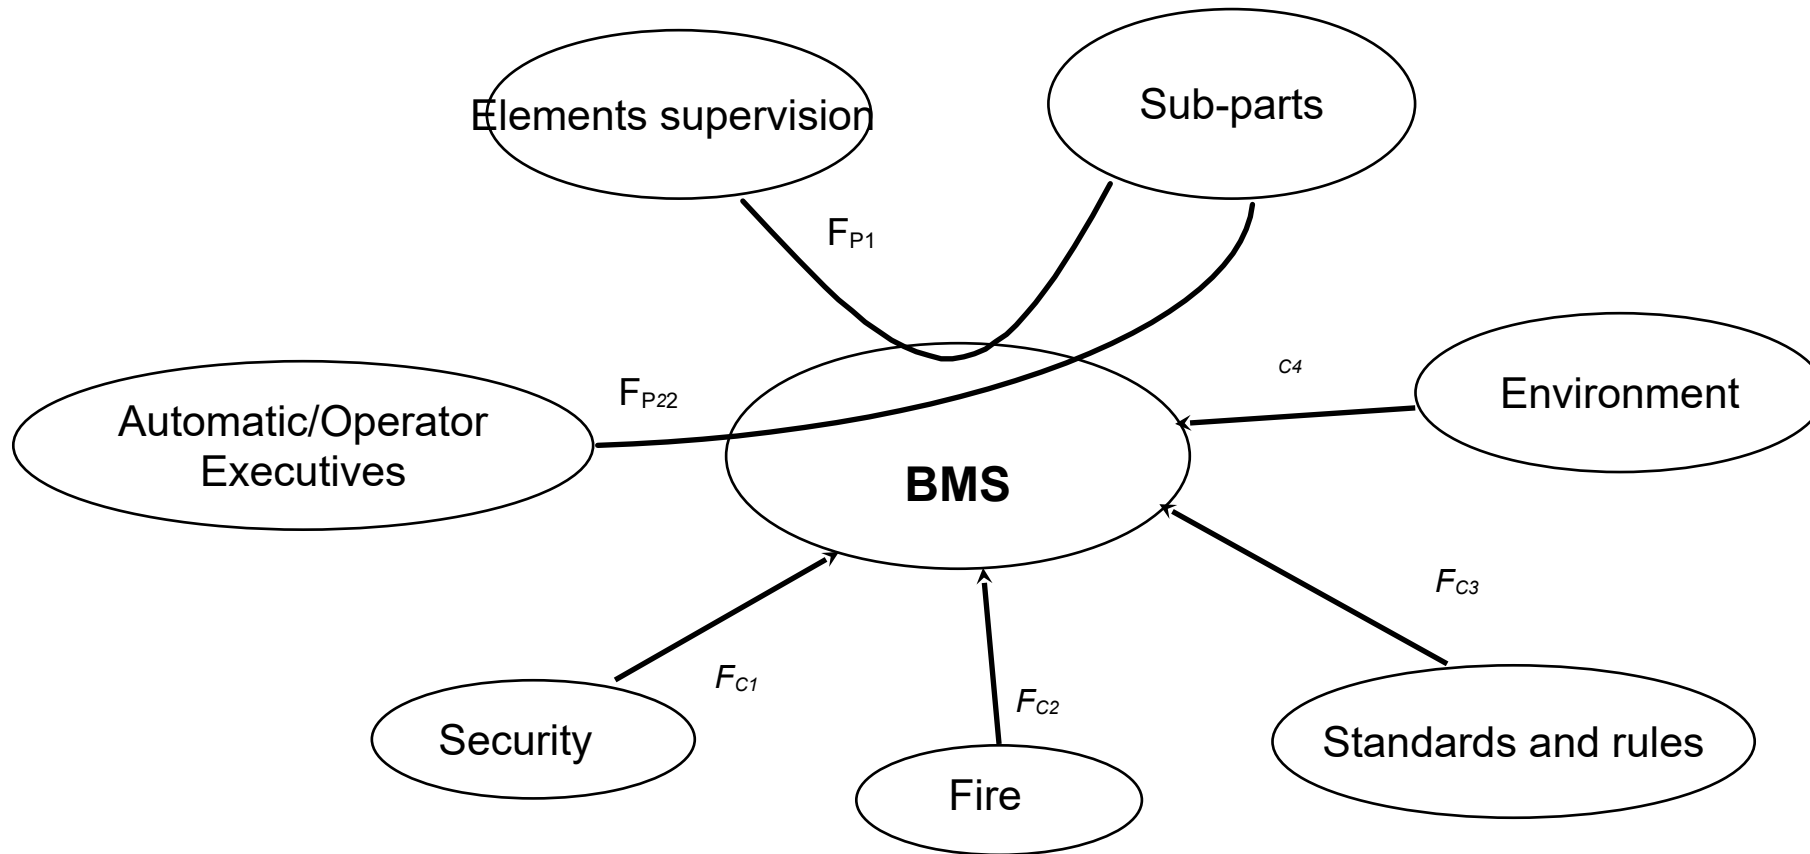 Elements supervision
Sub-parts
FP1
FP22
C4
Environment
Automatic/Operator
Executives
BMS
FC3
FC1
FC2
Security
Standards and rules
Fire